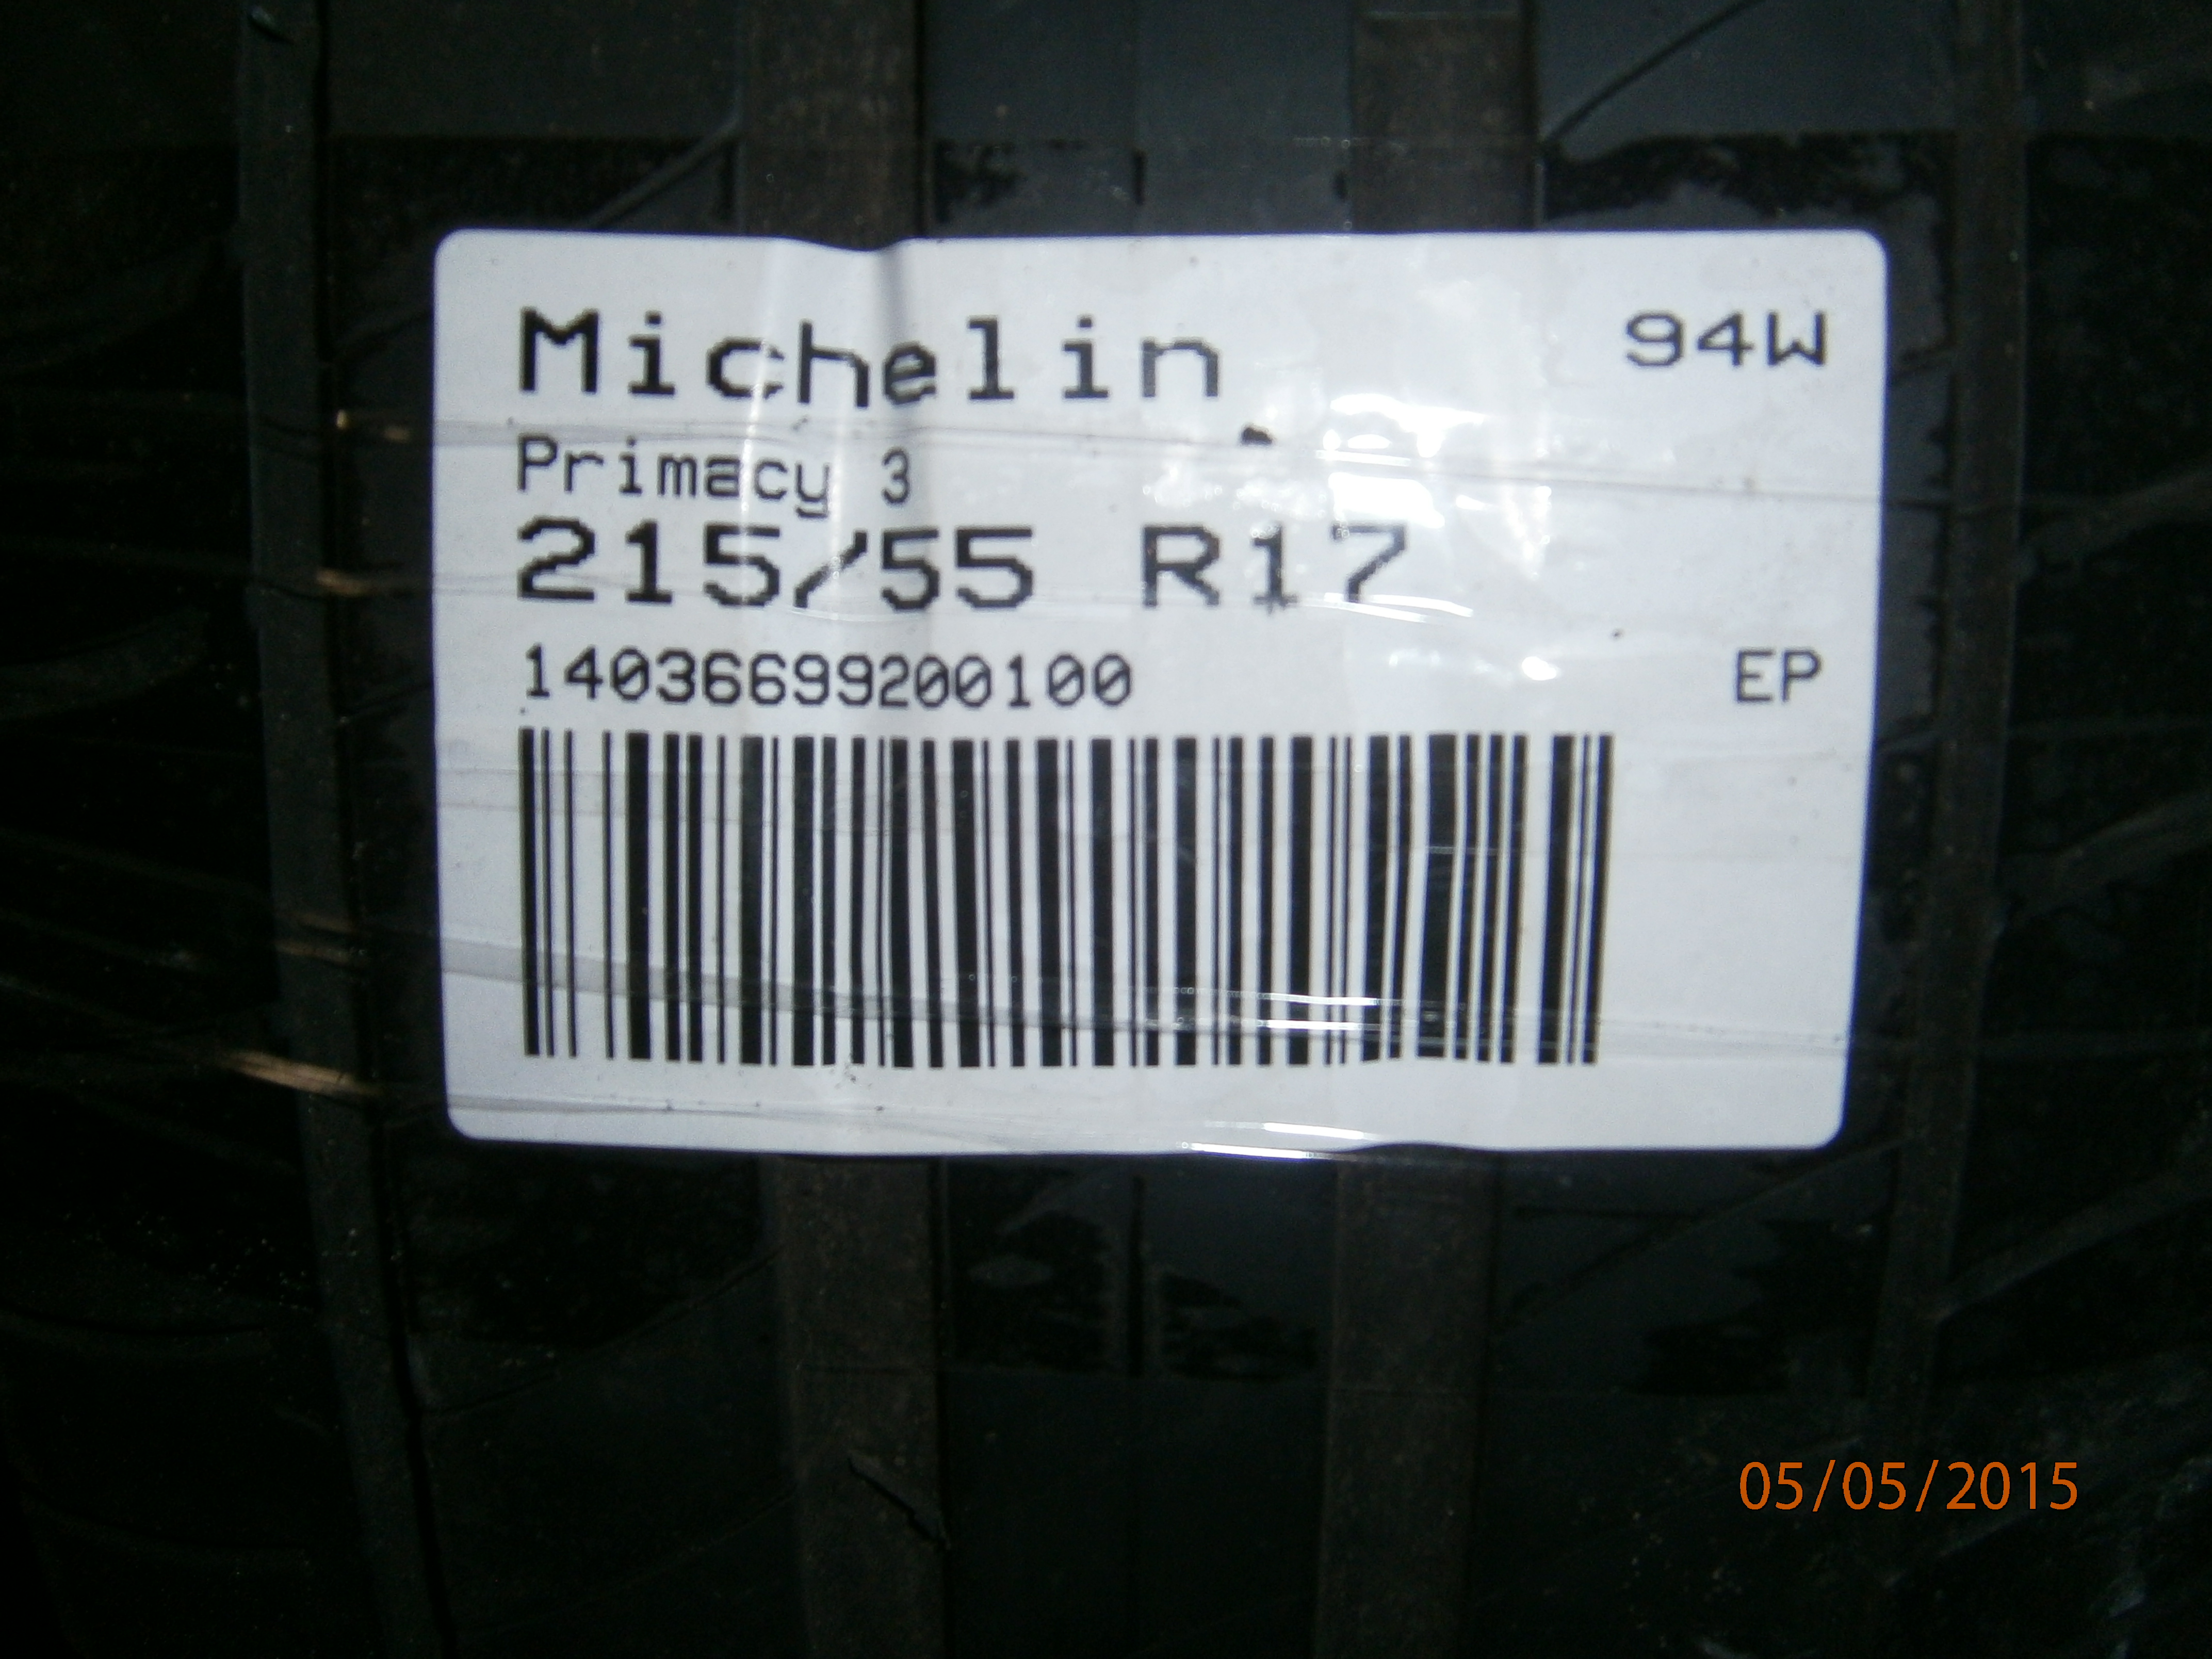 Michelin 94W
Primacy 3
215/55 R17
14036699200100 EP
05/05/2015